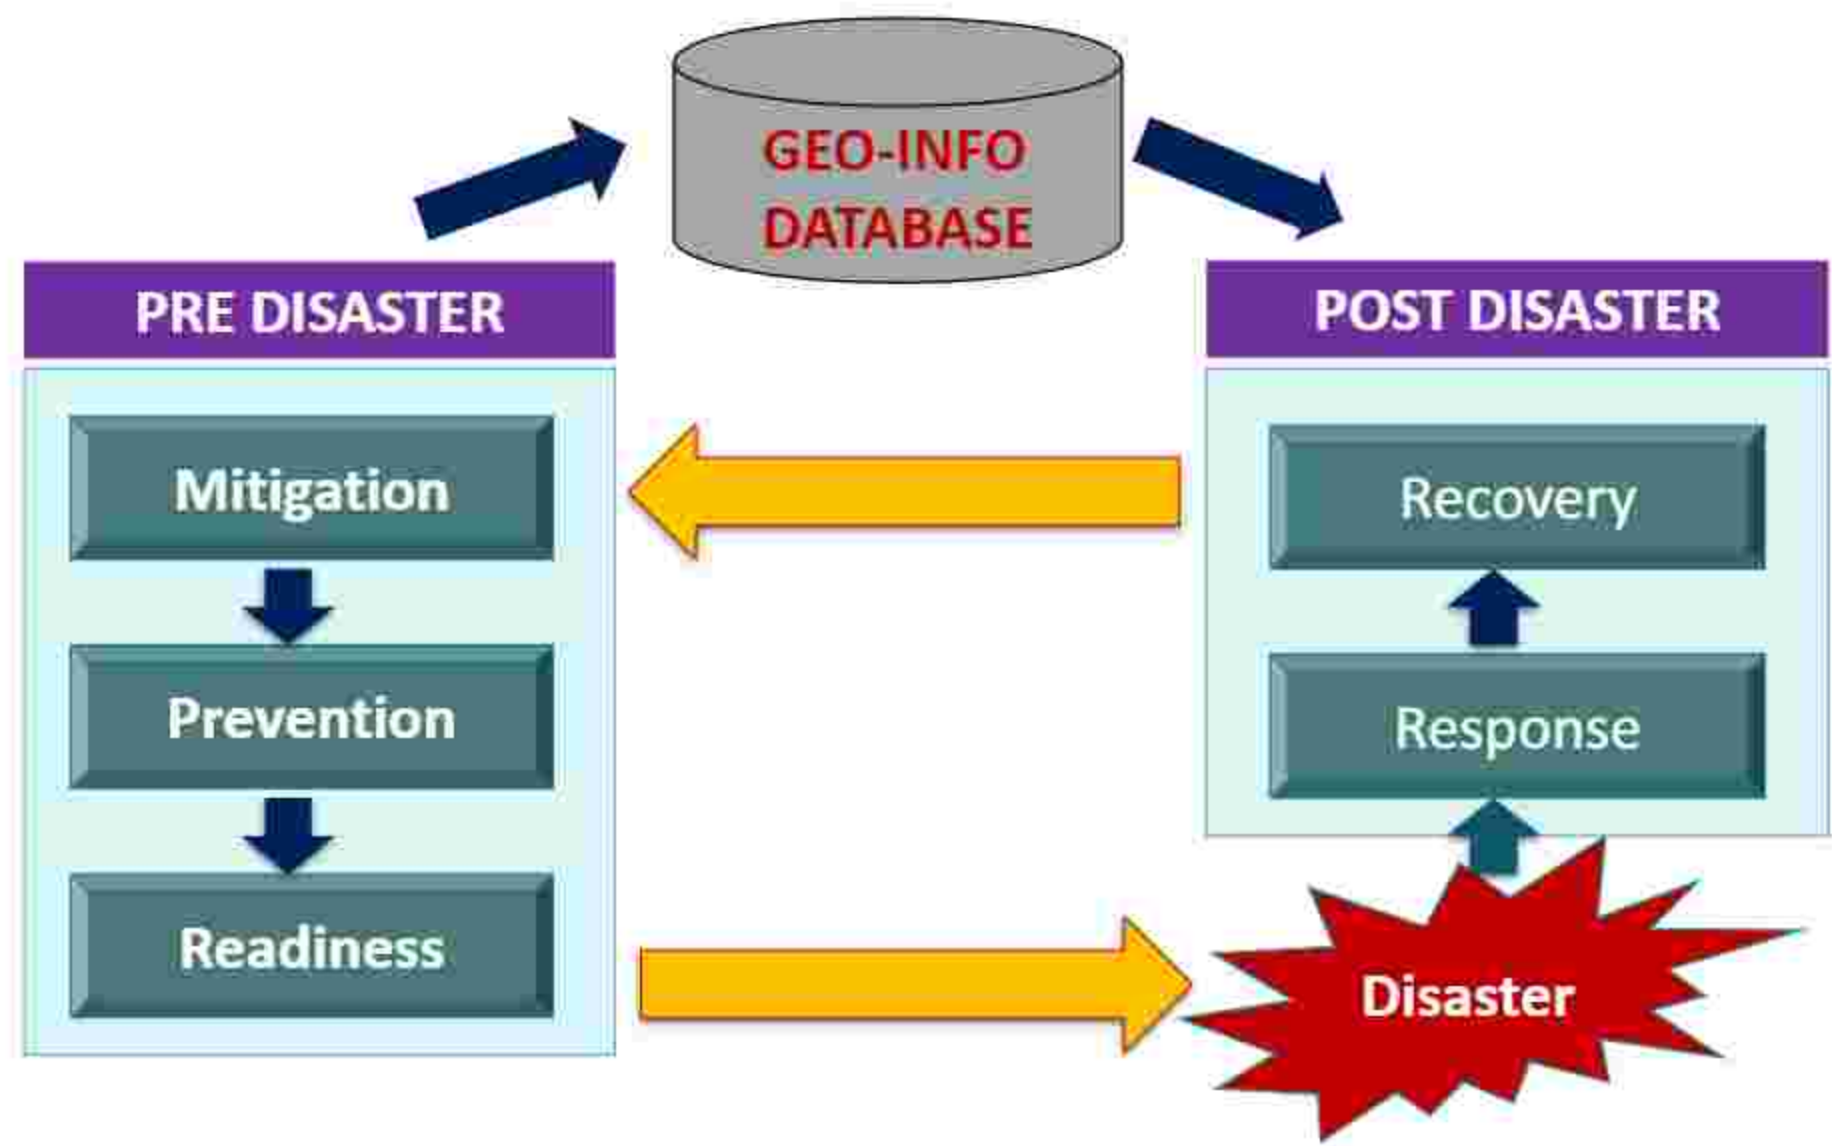 GEO-INFO
DATABASE
PRE DISASTER
POST DISASTER
Mitigation
Recovery
Prevention
Response
Readiness
Disaster